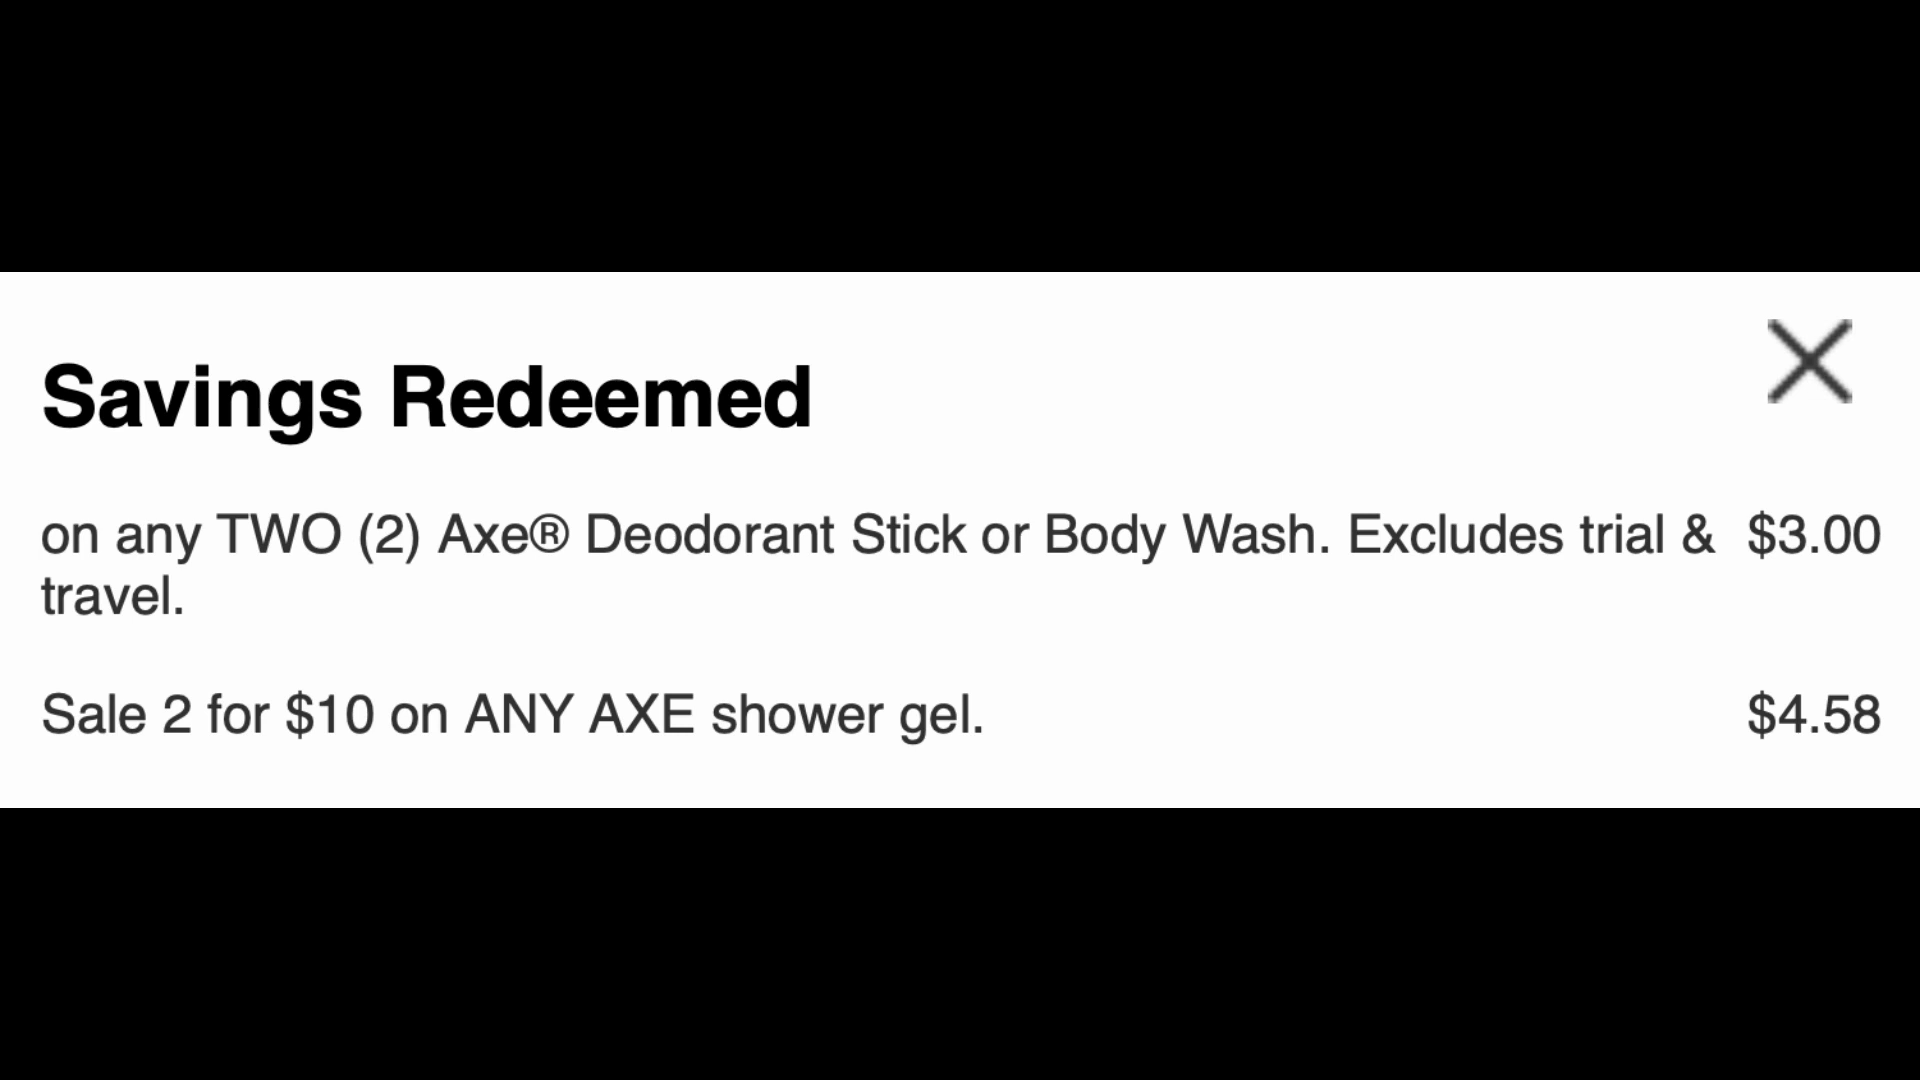 Savings Redeemed
on any TWO (2) Axe® Deodorant Stick or Body Wash. Excludes trial & $3.00
travel.
Sale 2 for $10 on ANY AXE shower gel. $4.58